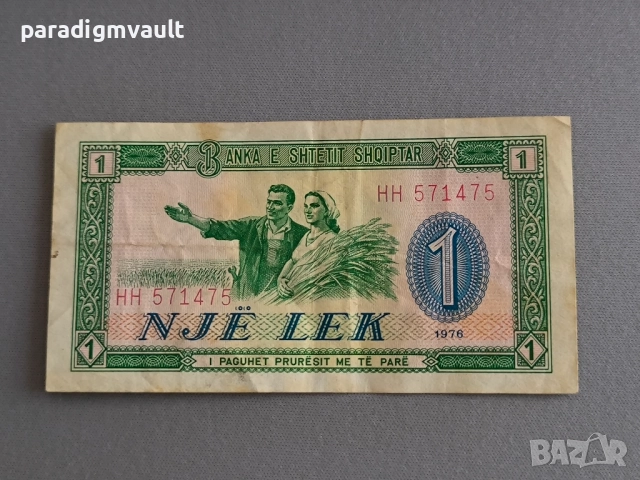 paradigmvault
1 BANKA E SHTETIT SHQIPTAR 1
HH 571475
1
HH 571475
NJË LEK 1976
1 I PAGUHET PRURËSIT ME TË PARË 1
BAZAR